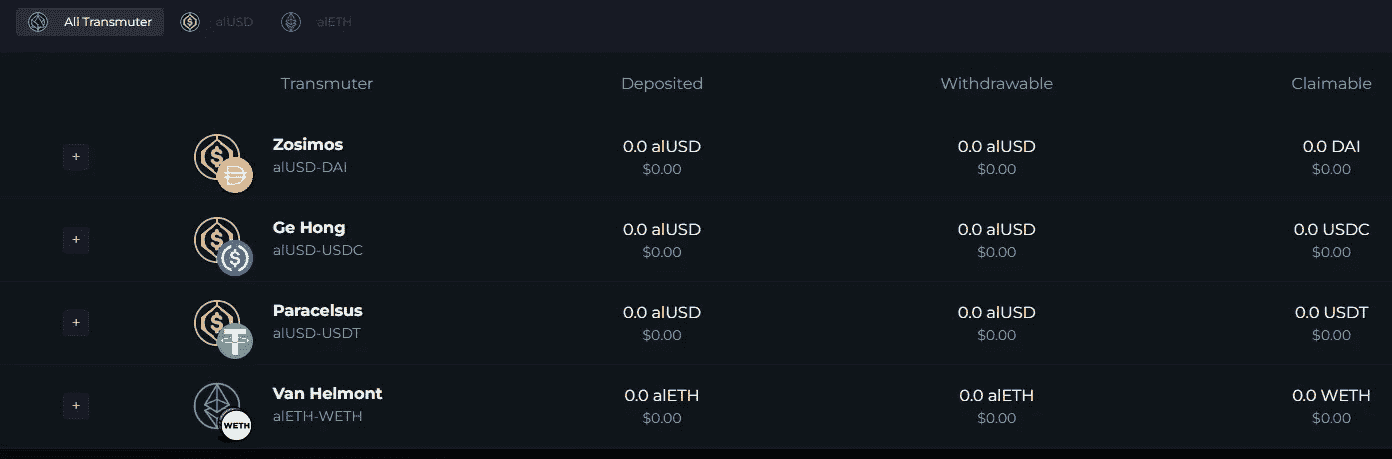 All Transmuter alUSD alETH
Transmuter Deposited Withdrawable Claimable
+ Zosimos 0.0 alUSD 0.0 alUSD 0.0 DAI
alUSD-DAI $0.00 $0.00 $0.00
+ Ge Hong 0.0 alUSD 0.0 alUSD 0.0 USDC
alUSD-USDC $0.00 $0.00 $0.00
+ Paracelsus 0.0 alUSD 0.0 alUSD 0.0 USDT
alUSD-USDT $0.00 $0.00 $0.00
+ Van Helmont 0.0 alETH 0.0 alETH 0.0 WETH
alETH-WETH $0.00 $0.00 $0.00
WETH